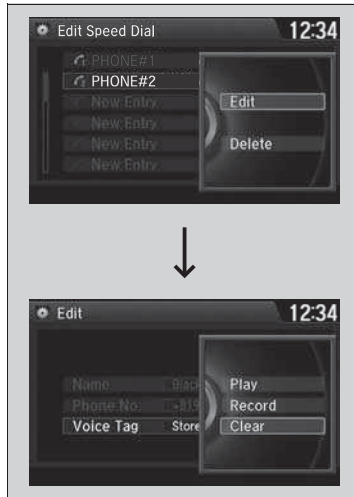 Edit Speed Dial 12:34
PHONE#1
PHONE#2
New Entry
Edit
New Entry
New Entry
Delete
New Entry
Edit 12:34
Name
Play
Phone No.
Record
Voice Tag Store Clear